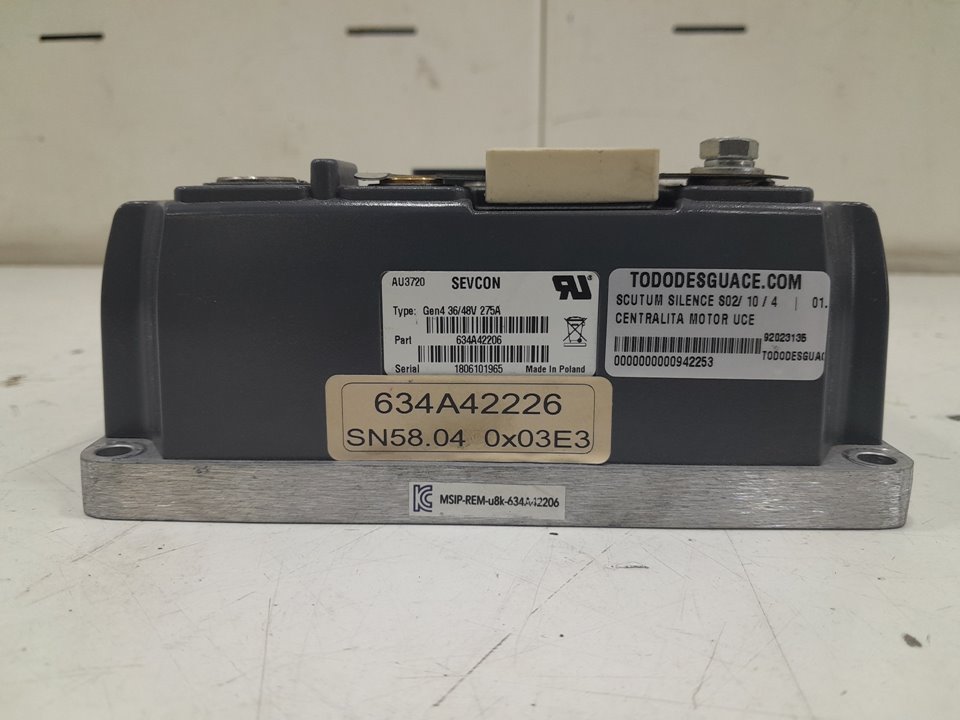 AU3720 SEVCON
Type: Gen4 36/48V 275A
Part 634A42206
Serial 1806101965 Made in Poland
TODODESGUACE.COM
SCUTUM SILENCE S02/ 10 / 4 | 01.
CENTRALITA MOTOR UCE
92023135
0000000000942253 TODODESGUAC
634A42226
SN58.04 0x03E3
MSIP-REM-u8k-634A42206